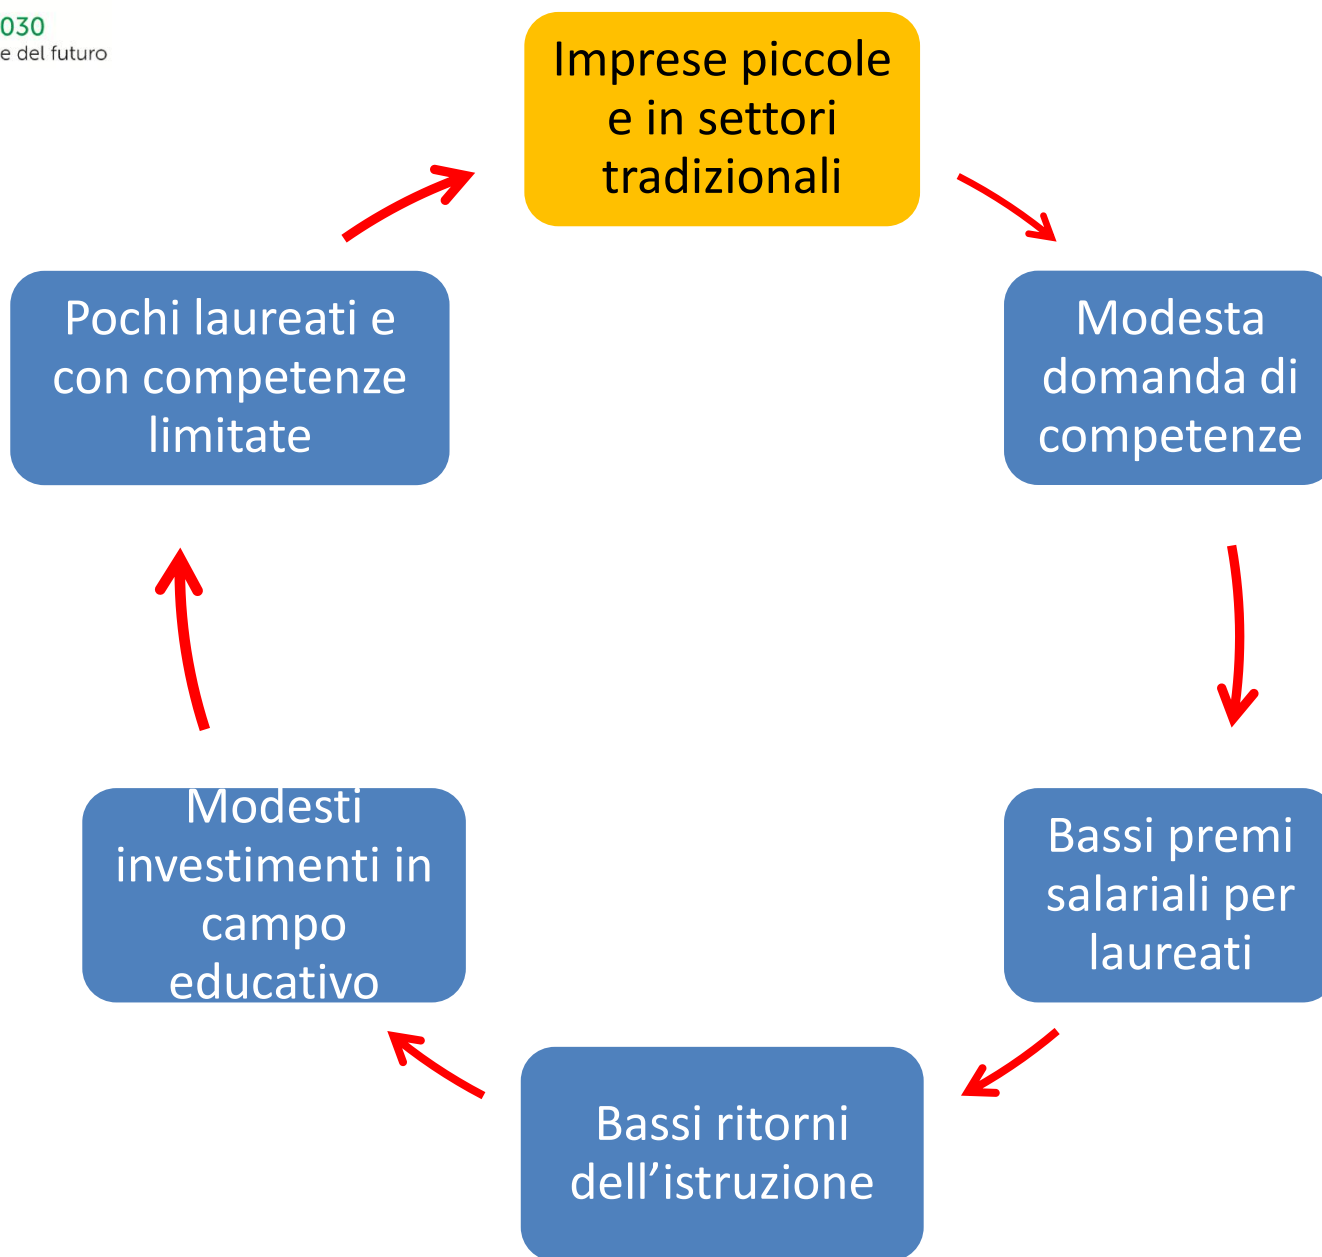 030
e del futuro
Imprese piccole
e in settori
tradizionali
Modesta
domanda di
competenze
Bassi premi
salariali per
laureati
Bassi ritorni
dell’istruzione
Modesti
investimenti in
campo
educativo
Pochi laureati e
con competenze
limitate